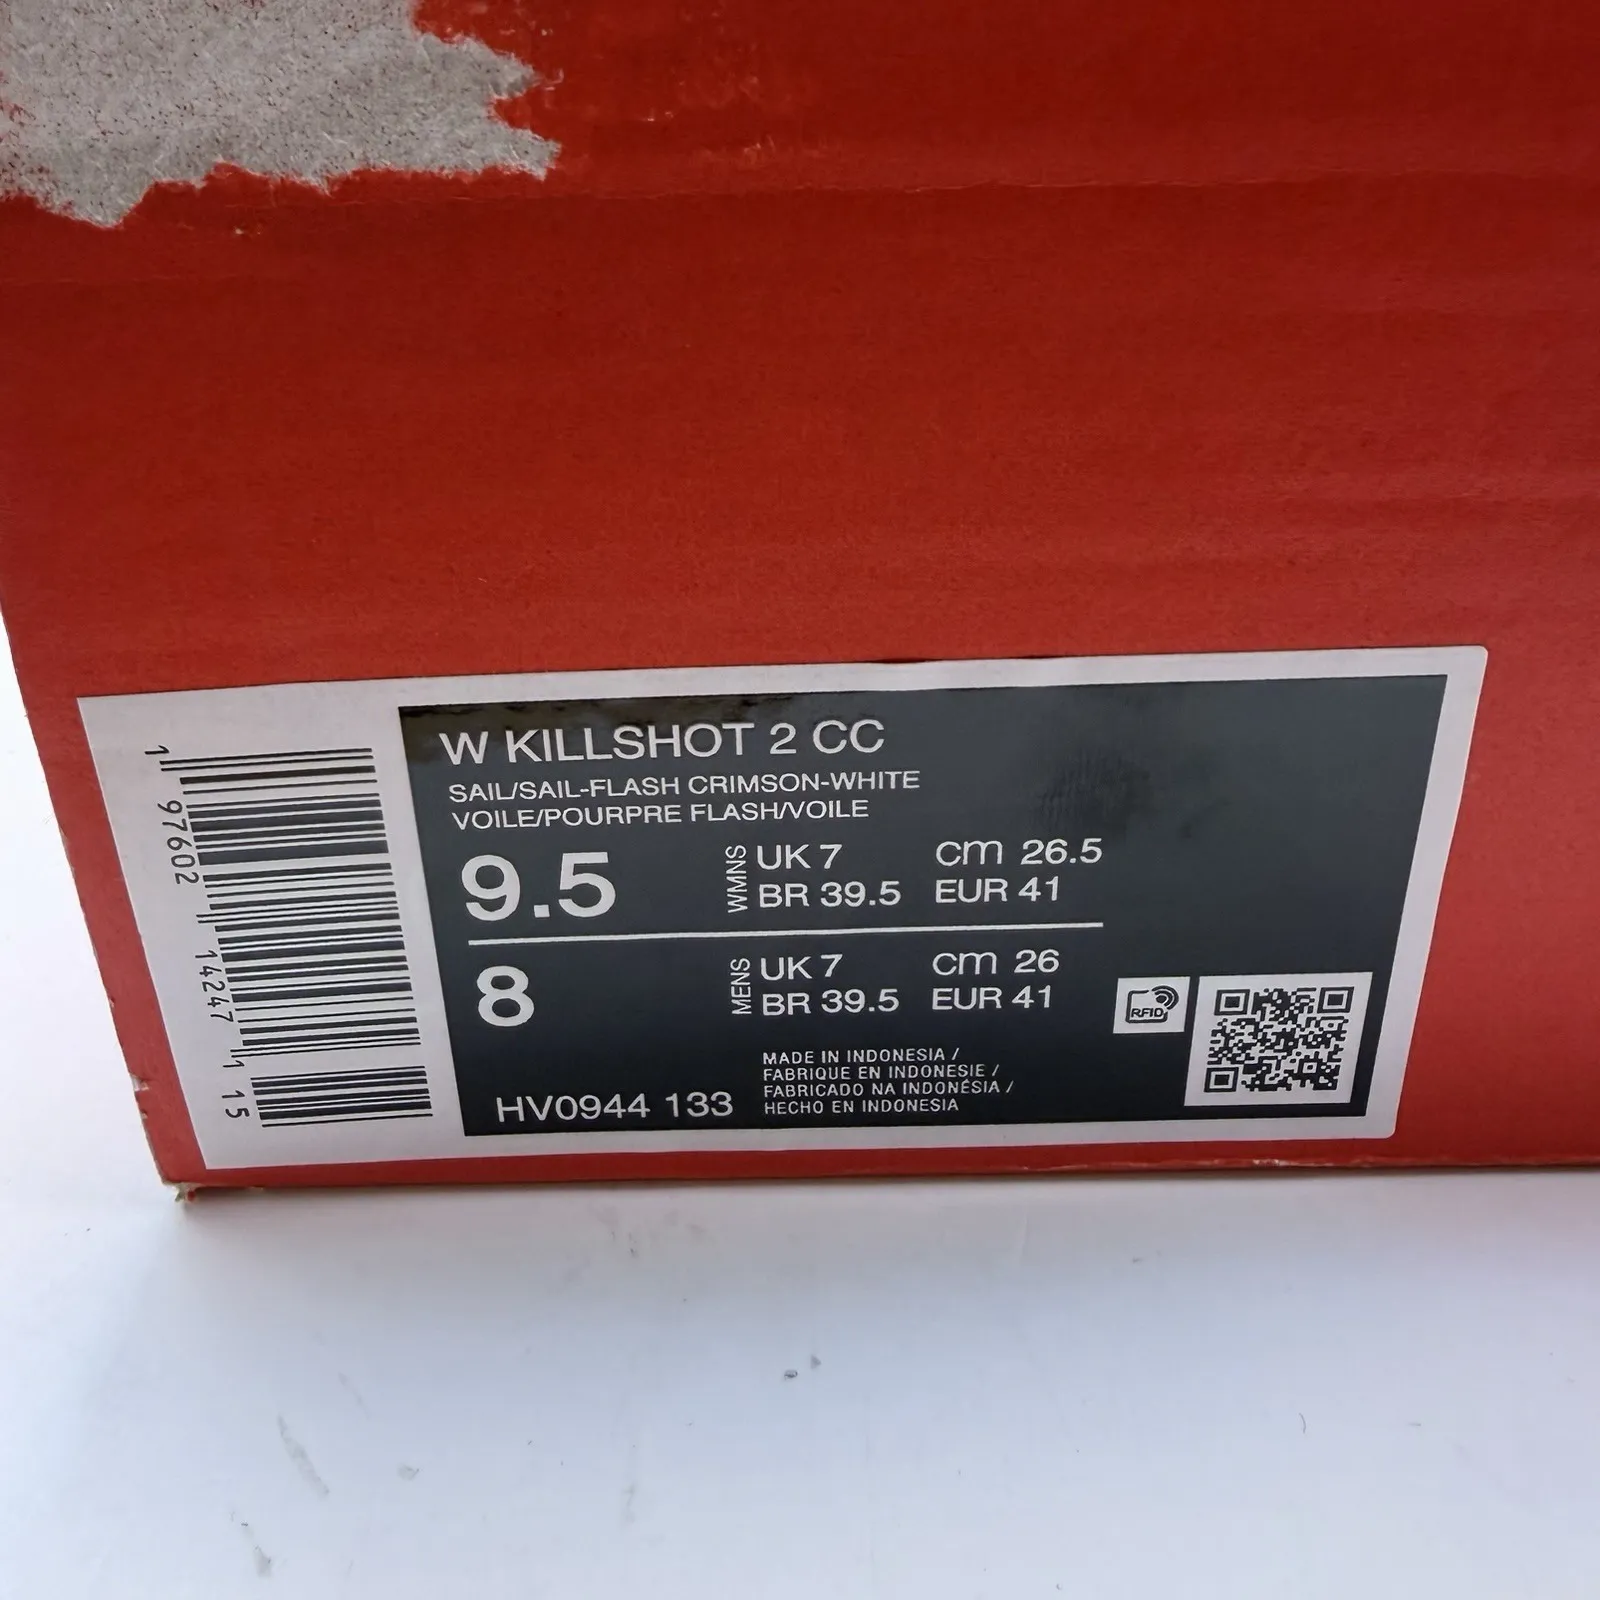 W KILLSHOT 2 CC
SAIL/SAIL-FLASH CRIMSON-WHITE
VOILE/POURPRE FLASH/VOILE
9.5
WMNS
UK 7
cm 26.5
BR 39.5
EUR 41
8
MENS
UK 7
cm 26
BR 39.5
EUR 41
HV0944 133
MADE IN INDONESIA /
FABRIQUE EN INDONESIE /
FABRICADO NA INDONÉSIA /
HECHO EN INDONESIA
RFID
1 97602 14247 1 15